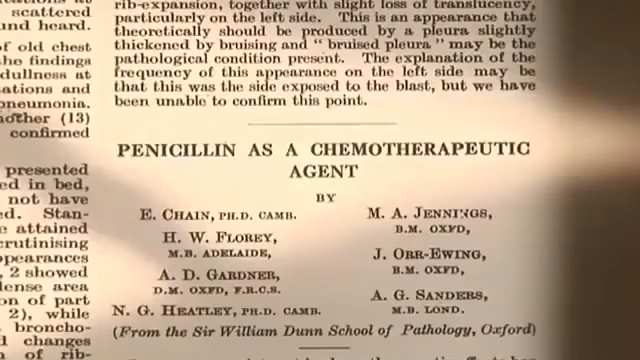 scattered
und heard.
of old chest
the findings
dullness at
ations and
pneumonia.
nother (13)
confirmed
presented
ed in bed,
not have
ed. Stan-
e attained
crutinising
ppearances
, 2 showed
dense area
on of part
2), while
broncho-
d changes
n of rib-
rib-expansion, together with slight loss of translucency,
particularly on the left side. This is an appearance that
theoretically should be produced by a pleura slightly
thickened by bruising and “ bruised pleura ” may be the
pathological condition present. The explanation of the
frequency of this appearance on the left side may be
that this was the side exposed to the blast, but we have
been unable to confirm this point.
PENICILLIN AS A CHEMOTHERAPEUTIC
AGENT
BY
E. CHAIN, PH.D. CAMB.
H. W. FLOREY,
M.B. ADELAIDE,
A. D. GARDNER,
D.M. OXFD, F.R.C.S.
N. G. HEATLEY, PH.D. CAMB.
M. A. JENNINGS,
B.M. OXFD,
J. ORR-EWING,
B.M. OXFD,
A. G. SANDERS,
M.B. LOND.
(From the Sir William Dunn School of Pathology, Oxford)